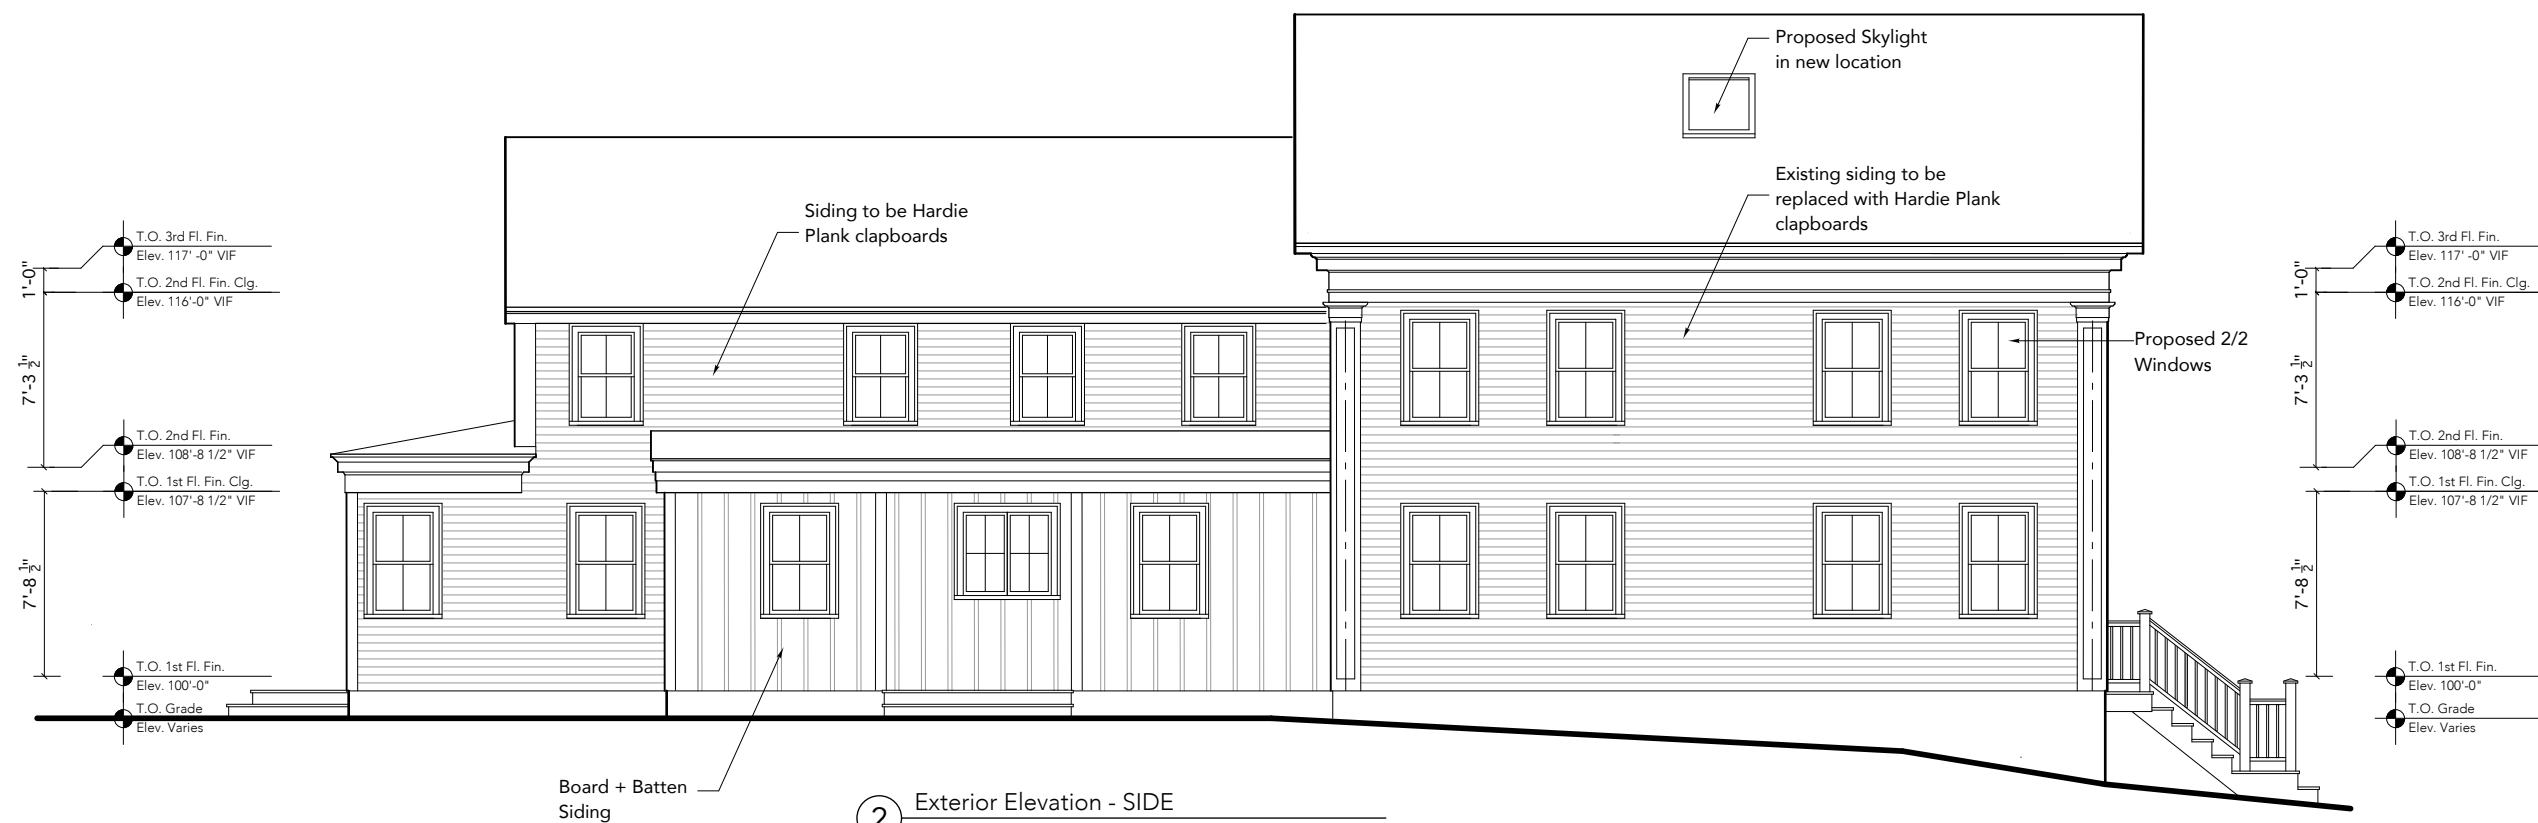 Proposed Skylight
in new location
Existing siding to be
replaced with Hardie Plank
clapboards
Siding to be Hardie
Plank clapboards
T.O. 3rd Fl. Fin.
Elev. 117' -0" VIF
1'-0"
T.O. 2nd Fl. Fin. Clg.
Elev. 116'-0" VIF
7'-3 1/2"
T.O. 2nd Fl. Fin.
Elev. 108'-8 1/2" VIF
T.O. 1st Fl. Fin. Clg.
Elev. 107'-8 1/2" VIF
7'-8 1/2"
T.O. 1st Fl. Fin.
Elev. 100'-0"
T.O. Grade
Elev. Varies
T.O. 3rd Fl. Fin.
Elev. 117' -0" VIF
1'-0"
T.O. 2nd Fl. Fin. Clg.
Elev. 116'-0" VIF
Proposed 2/2
Windows
7'-3 1/2"
T.O. 2nd Fl. Fin.
Elev. 108'-8 1/2" VIF
T.O. 1st Fl. Fin. Clg.
Elev. 107'-8 1/2" VIF
7'-8 1/2"
T.O. 1st Fl. Fin.
Elev. 100'-0"
T.O. Grade
Elev. Varies
Board + Batten
Siding
2
Exterior Elevation - SIDE